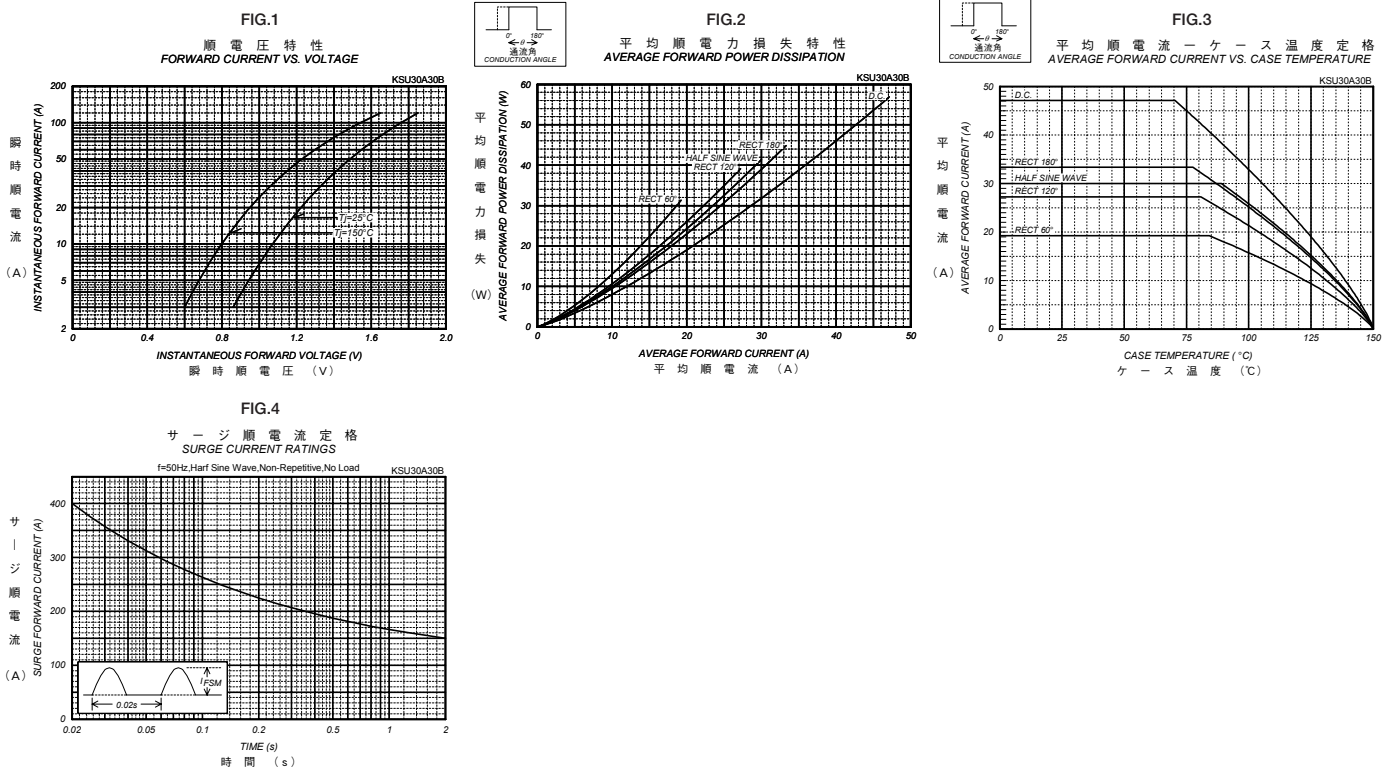 FIG.1
順電圧特性
FORWARD CURRENT VS. VOLTAGE
KSU30A30B
200
100
50
20
10
5
2
瞬時順電流 (A)
INSTANTANEOUS FORWARD CURRENT (A)
Tj=25°C
Tj=150°C
0 0.4 0.8 1.2 1.6 2.0
INSTANTANEOUS FORWARD VOLTAGE (V)
瞬時順電圧 (V)
0° 180°
θ
通流角
CONDUCTION ANGLE
FIG.2
平均順電力損失特性
AVERAGE FORWARD POWER DISSIPATION
KSU30A30B
60
50
40
30
20
10
0
平均順電力損失 (W)
AVERAGE FORWARD POWER DISSIPATION (W)
D.C.
RECT 180°
HALF SINE WAVE
RECT 120°
RECT 60°
0 10 20 30 40 50
AVERAGE FORWARD CURRENT (A)
平均順電流 (A)
0° 180°
θ
通流角
CONDUCTION ANGLE
FIG.3
平均順電流ーケース温度定格
AVERAGE FORWARD CURRENT VS. CASE TEMPERATURE
KSU30A30B
50
40
30
20
10
0
平均順電流 (A)
AVERAGE FORWARD CURRENT (A)
D.C.
RECT 180°
HALF SINE WAVE
RECT 120°
RECT 60°
0 25 50 75 100 125 150
CASE TEMPERATURE (°C)
ケース温度 (℃)
FIG.4
サージ順電流定格
SURGE CURRENT RATINGS
f=50Hz,Harf Sine Wave,Non-Repetitive,No Load
KSU30A30B
400
300
200
100
0
サージ順電流 (A)
SURGE FORWARD CURRENT (A)
IFSM
0.02s
0.02 0.05 0.1 0.2 0.5 1 2
TIME (s)
時間 (s)